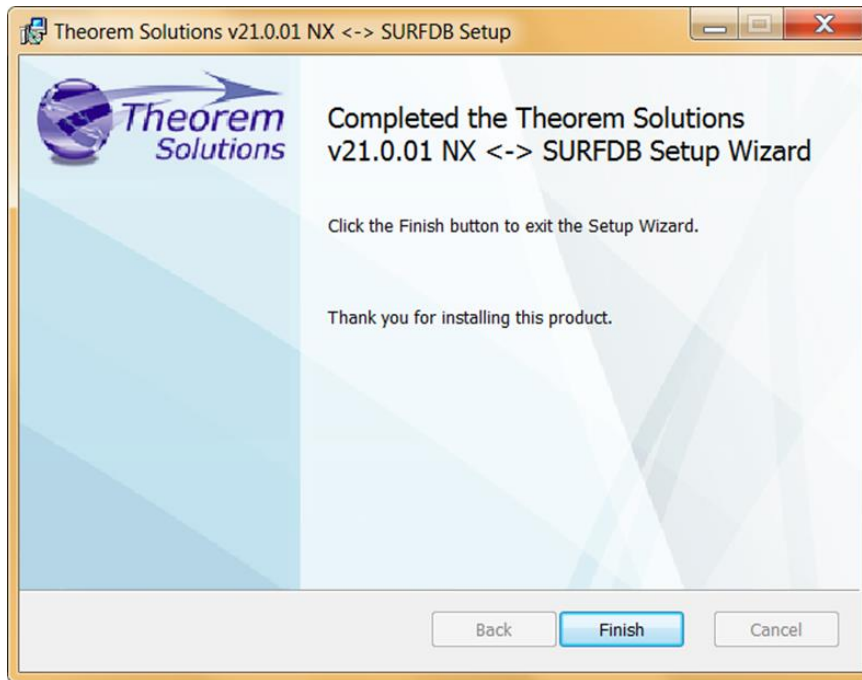 Theorem Solutions v21.0.01 NX <-> SURFDB Setup
Theorem
Solutions
Completed the Theorem Solutions
v21.0.01 NX <-> SURFDB Setup Wizard
Click the Finish button to exit the Setup Wizard.
Thank you for installing this product.
Back Finish Cancel